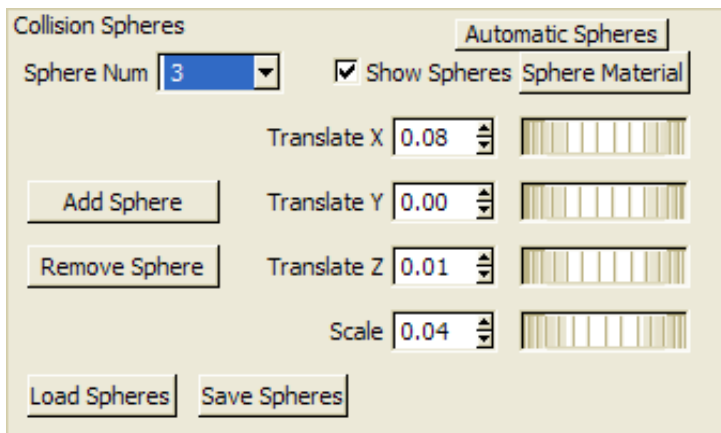 Collision Spheres
Automatic Spheres
Sphere Num 3 Show Spheres Sphere Material
Translate X 0.08
Add Sphere Translate Y 0.00
Remove Sphere Translate Z 0.01
Scale 0.04
Load Spheres Save Spheres